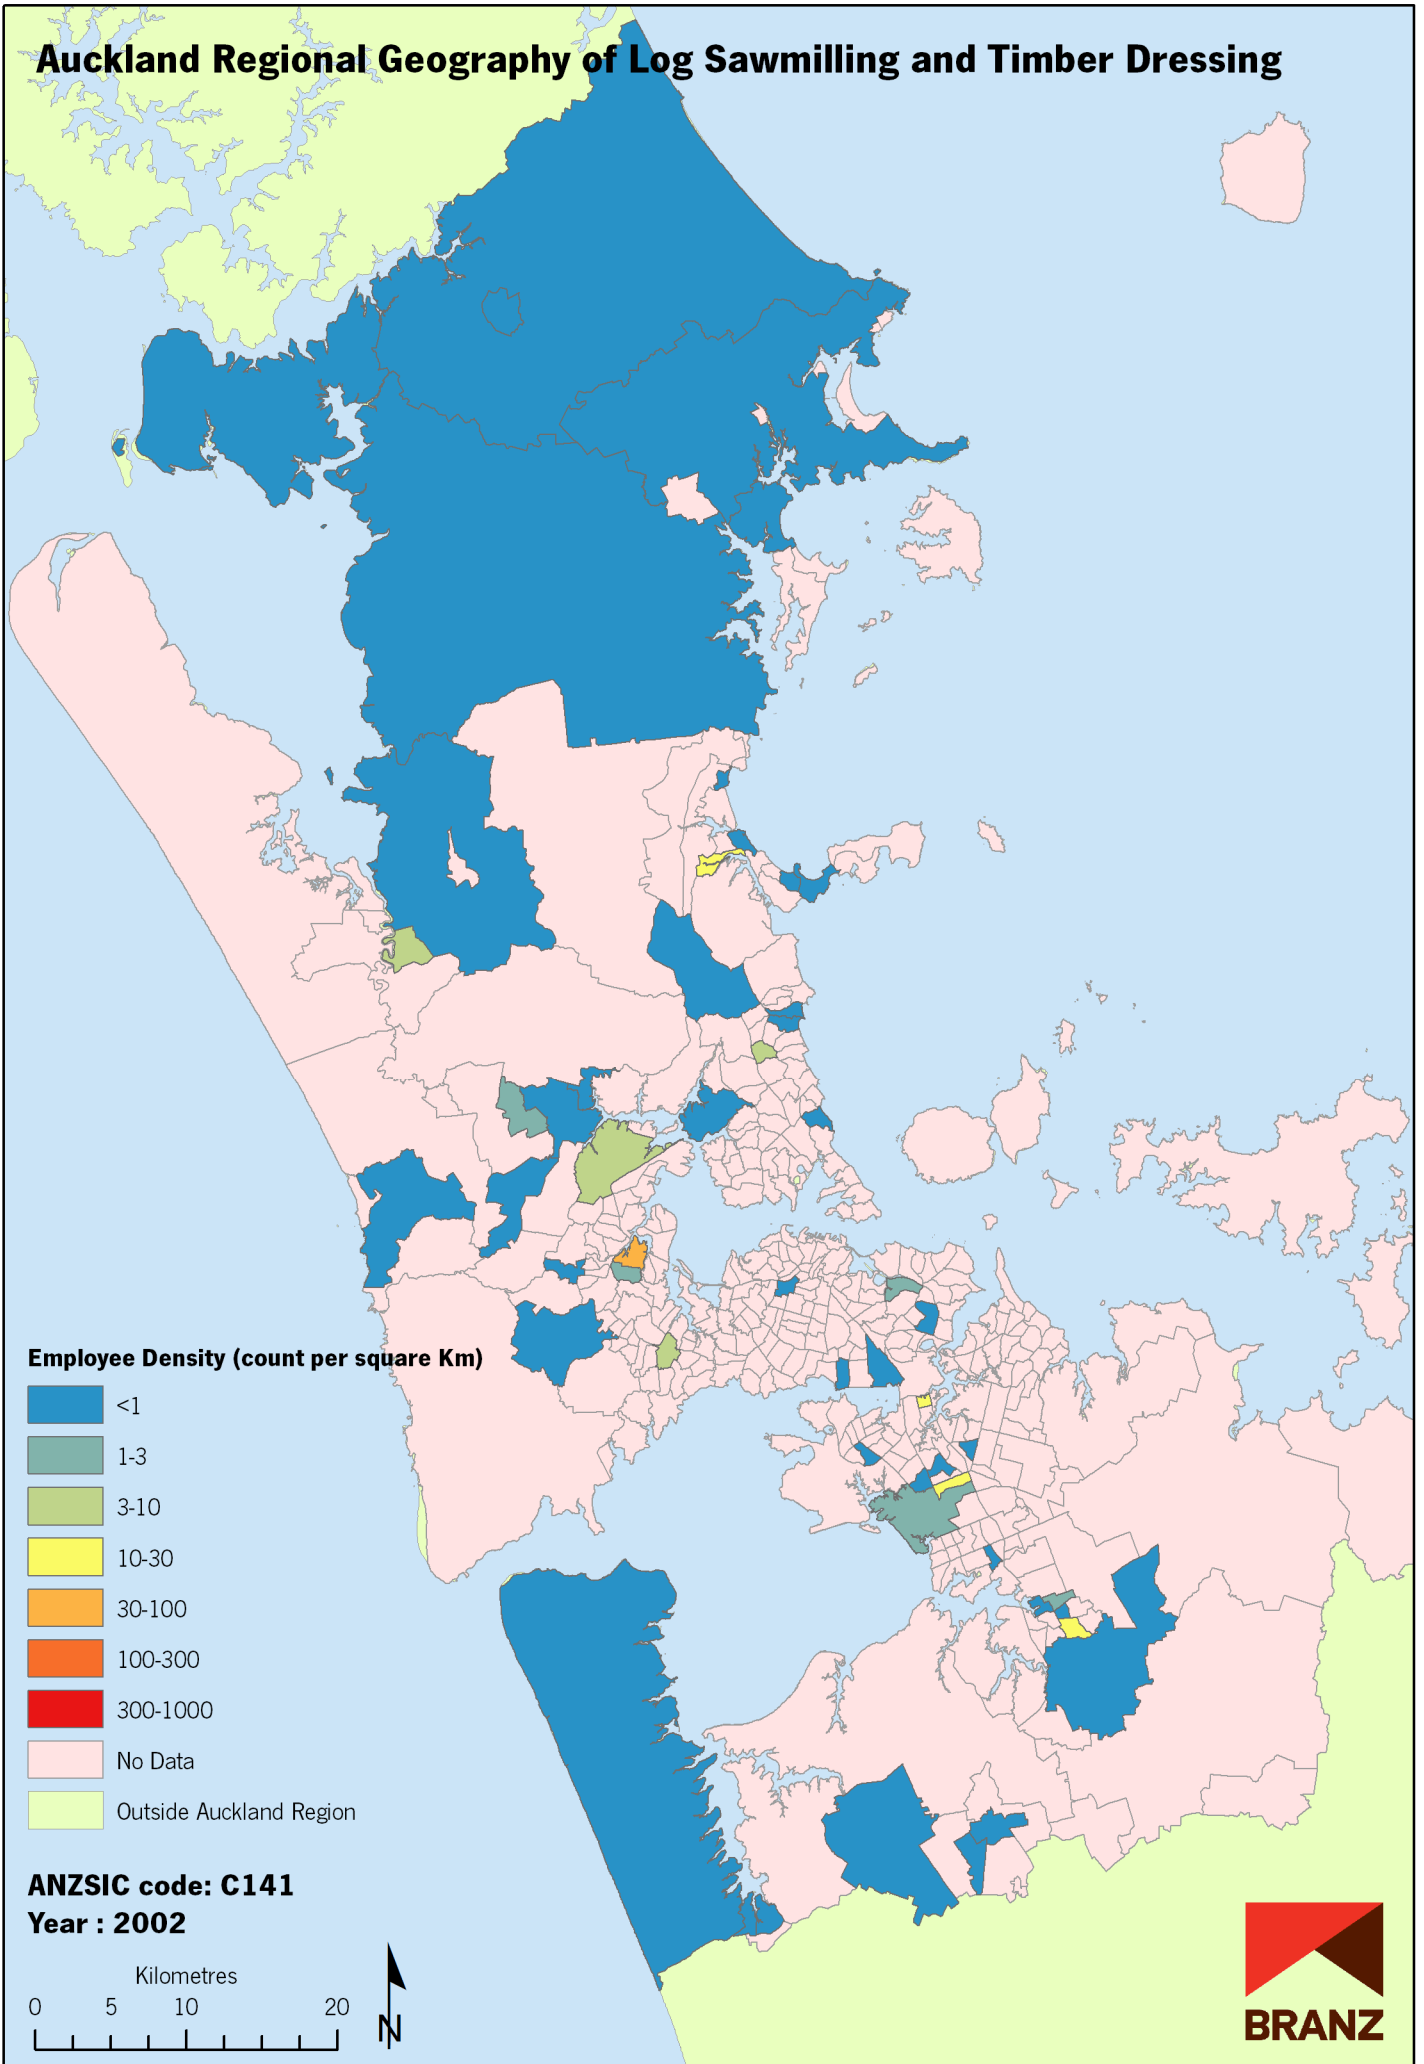 Auckland Regional Geography of Log Sawmilling and Timber Dressing
Employee Density (count per square Km)
<1
1-3
3-10
10-30
30-100
100-300
300-1000
No Data
Outside Auckland Region
ANZSIC code: C141
Year : 2002
Kilometres
0 5 10 20
N
BRANZ